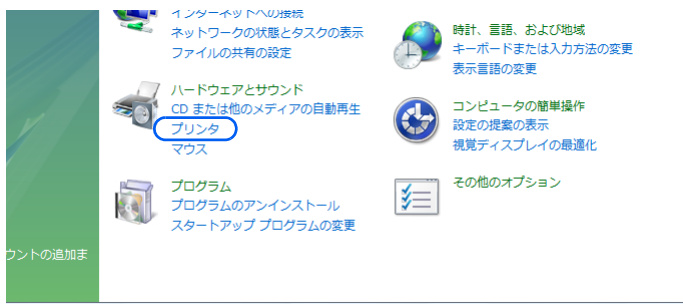 インターネットへの接続
ネットワークの状態とタスクの表示
ファイルの共有の設定
ハードウェアとサウンド
CD または他のメディアの自動再生
プリンタ
マウス
プログラム
プログラムのアンインストール
スタートアップ プログラムの変更
時計、言語、および地域
キーボードまたは入力方法の変更
表示言語の変更
コンピュータの簡単操作
設定の提案の表示
視覚ディスプレイの最適化
その他のオプション
ウントの追加ま